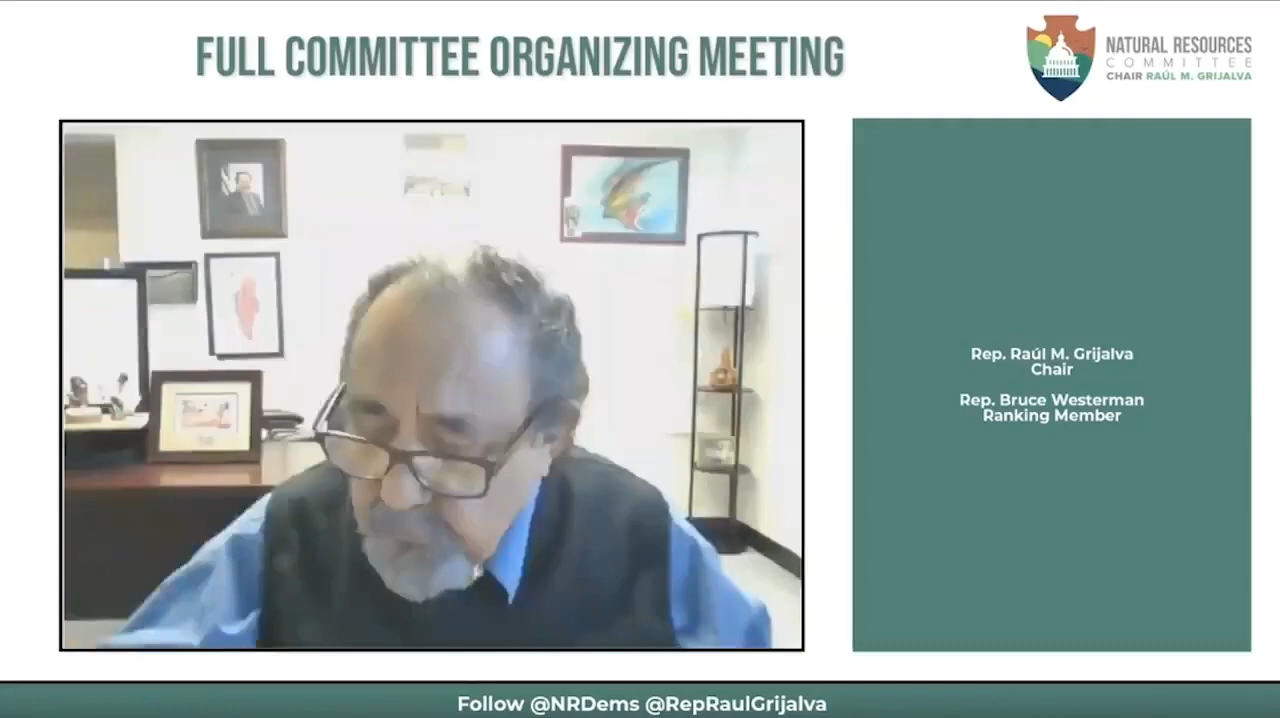 FULL COMMITTEE ORGANIZING MEETING
NATURAL RESOURCES
COMMITTEE
CHAIR RAÚL M. GRIJALVA
Rep. Raúl M. Grijalva
Chair
Rep. Bruce Westerman
Ranking Member
Follow @NRDems @RepRaulGrijalva